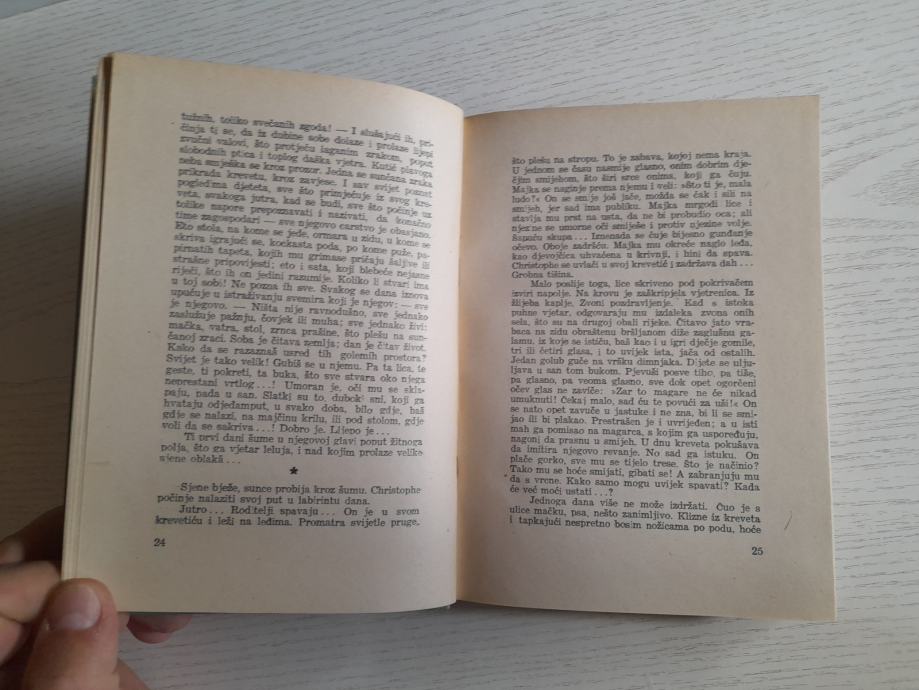 tužnih, toliko svečanih zgoda! — I slušajući ih, pri-
činja ti se, da iz dubine sobe dolaze i prolaze lijepi
zvučni valovi, što protječu laganim zrakom, poput
slobodnih ptica i toplog daška vjetra. Kutić plavoga
neba smješka se kroz prozor. Jedna se sunčana zraka
prikrada krevetu, kroz zavjese. I sav svijet poznat
pogledima djeteta, sve što primjećuje iz svog kre-
veta, svakoga jutra, kad se budi, sve što počinje uz
tolike napore prepoznavati i nazivati, da konačno
time zagospodari — sve njegovo carstvo je obasjano.
Eto stola, na kome se jede, ormara u zidu, u kome se
skriva igrajući se, kockasta poda, po kome puže, pa-
pirnatih tapeta, kojih mu grimase pričaju šaljive ili
strašne pripovijesti; eto i sata, koji blebeće nejasne
riječi, što ih on jedini razumije. Koliko li stvari ima
u toj sobi! Ne pozna ih sve. Svakog se dana iznova
upućuje u istraživanju svemira koji je njegov: — sve
je njegovo. — Ništa nije ravnodušno, sve jednako
zaslužuje pažnju, čovjek ili muha; sve jednako živi:
mačka, vatra, stol, zrnca prašine, što plešu na sun-
čanoj zraci. Soba je čitava zemlja; dan je čitav život.
Kako da se razaznaš usred tih golemih prostora?
Svijet je tako velik! Gubiš se u njemu. Pa ta lica, te
geste, ti pokreti, ta buka, što sve stvara oko njega
neprestani vrtlog...! Umoran je, oči mu se skla-
paju, pada u san. Slatki su to, duboki sni, koji ga
hvataju odjedamput, u svako doba, bilo gdje, baš
gdje se nalazi, na majčinu krilu, ili pod stolom, gdje
voli da se sakriva...! Dobro je. Lijepo je...
Ti prvi dani šume u njegovoj glavi poput žitnoga
polja, što ga vjetar leluja, i nad kojim prolaze velike
sjene oblakâ...
*
Sjene bježe, sunce probija kroz šumu. Christophe
počinje nalaziti svoj put u labirintu dana.
Jutro... Roditelji spavaju... On je u svom
krevetiću i leži na leđima. Promatra svijetle pruge,
24
što plešu na stropu. To je zabava, kojoj nema kraja.
U jednom se času nasmije glasno, onim dobrim dje-
čjim smijehom, što širi srce onima, koji ga čuju.
Majka se naginje prema njemu i veli: »Što ti je, mala
ludo?« On se smije još jače, možda se čak i sili na
smijeh, jer sad ima publiku. Majka mrgodi lice i
stavlja mu prst na usta, da ne bi probudio oca; ali
njezine se umorne oči smiješe i protiv njezine volje.
Šapuću skupa... Iznenada se čuje bijesno gunđanje
očevo. Oboje zadršću. Majka mu okreće naglo leđa,
kao djevojčica uhvaćena u krivnji, i hini da spava.
Christophe se uvlači u svoj krevetić i zadržava dah...
Grobna tišina.
Malo poslije toga, lice skriveno pod pokrivačem
izviri napolje. Na krovu je zaškripjela vjetrenica. Iz
žlijeba kaplje. Zvoni pozdravljenje. Kad s istoka
puhne vjetar, odgovaraju mu izdaleka zvona onih
sela, što su na drugoj obali rijeke. Čitavo jato vra-
baca na zidu obraštenu bršljanom diže zaglušnu ga-
lamu, iz koje se ističu, baš kao i u igri dječje gomile,
tri ili četiri glasa, i to uvijek ista, jača od ostalih.
Jedan golub guče na vršku dimnjaka. Dijete se ulju-
ljava u san tom bukom. Pjevuši posve tiho, pa tiše,
pa glasno, pa veoma glasno, sve dok opet ogorčeni
očev glas ne zaviče: »Zar to magare ne će nikad
umuknuti! Čekaj malo, sad ću te povući za uši!« On
se nato opet zavuče u jastuke i ne zna, bi li se smi-
jao ili bi plakao. Prestrašen je i uvrijeđen; a u isti
mah ga pomisao na magarca, s kojim ga uspoređuju,
nagoni da prasnu u smijeh. U dnu kreveta pokušava
da imitira njegovo revanje. No sad ga istuku. On
plače gorko, sve mu se tijelo trese. Što je načinio?
Tako mu se hoće smijati, gibati se! A zabranjuju mu
da s vrene. Kako samo mogu uvijek spavati? Kada
će već moći ustati...?
Jednoga dana više ne može izdržati. Čuo je s
ulice mačku, psa, nešto zanimljivo. Klizne iz kreveta
i tapkajući nespretno bosim nožicama po podu, hoće
25